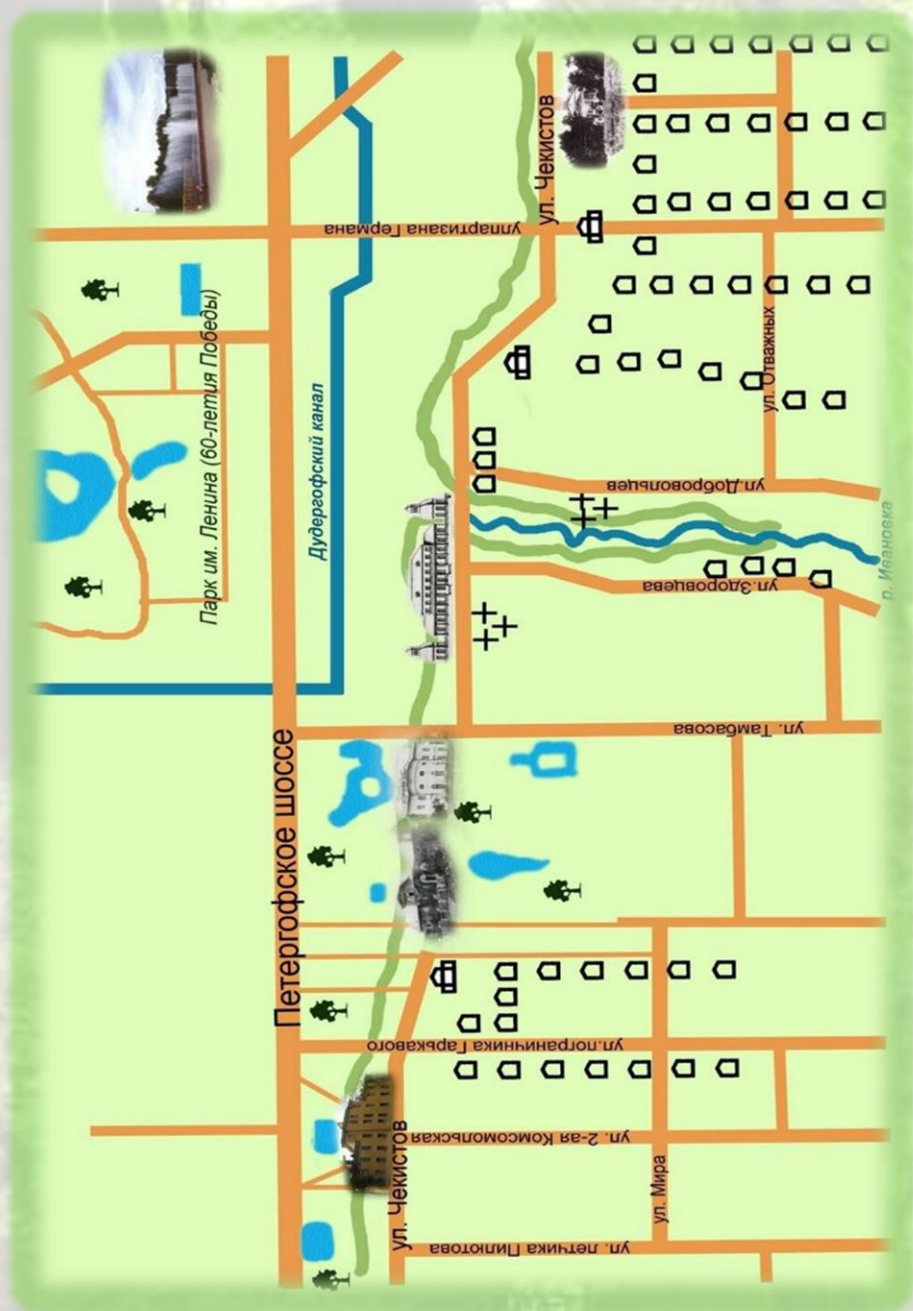 ул. Чекистов
ул.партизана Германа
Парк им. Ленина (60-летия Победы)
Дудергофский канал
ул. Отважных
ул.Добровольцев
р. Ивановка
ул.Здоровцева
ул. Тамбасова
Петергофское шоссе
ул.пограничника Гарькавого
ул. Чекистов
ул. 2-ая Комсомольская
ул. Мира
ул. летчика Пилютова